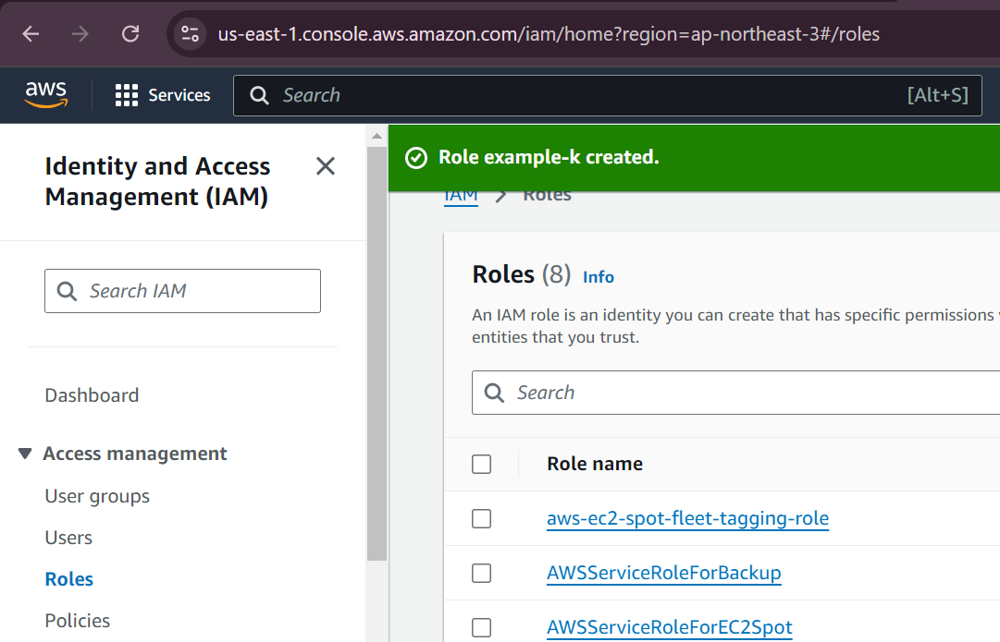 us-east-1.console.aws.amazon.com/iam/home?region=ap-northeast-3#/roles
aws
Services
Search
[Alt+S]
Identity and Access
Management (IAM)
Role example-k created.
IAM
Roles
Search IAM
Roles (8) Info
An IAM role is an identity you can create that has specific permissions
entities that you trust.
Search
Dashboard
Access management
Role name
User groups
aws-ec2-spot-fleet-tagging-role
Users
AWSServiceRoleForBackup
Roles
Policies
AWSServiceRoleForEC2Spot